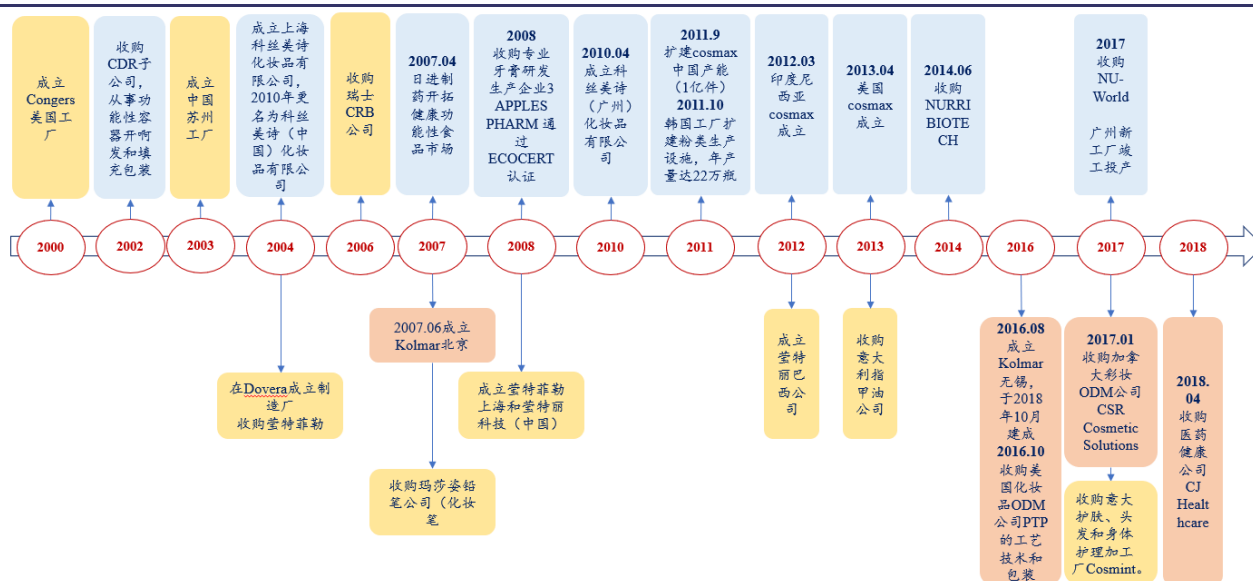 成立
Congers
美国工厂
收购
CDR子公
司，从事功
能性容
器开啊
发和填
充包装
成立
中国
苏州
工厂
成立上海
科丝美诗
化妆品有
限公司，
2010年更
名为科丝
美诗（中
国）化妆
品有限公
司
收购
瑞士
CRB
公司
2007.04
日进制
药开拓
健康功
能性食
品市场
2008
收购专业
牙膏研发
生产企业3
APPLES
PHARM 通
过
ECOCERT
认证
2010.04
成立科
丝美诗
（广州）
化妆品
有限公
司
2011.9
扩建cosmax
中国产能
（1亿件）
2011.10
韩国工厂扩
建粉类生产
设施，年产
量达22万瓶
2012.03
印度尼
西亚
cosmax
成立
2013.04
美国
cosmax
成立
2014.06
收购
NURRI
BIOTE
CH
2017
收购
NU-
World
广州新
工厂竣
工投产
2000
2002
2003
2004
2006
2007
2008
2010
2011
2012
2013
2014
2016
2017
2018
在Dovera成立制
造厂
收购莹特菲勒
2007.06成立
Kolmar北京
收购玛莎姿铅
笔公司（化妆
笔
成立莹特菲勒
上海和莹特丽
科技（中国）
成立
莹特
丽巴
西公
司
收购
意大
利指
甲油
公司
2016.08
成立
Kolmar
无锡，
于2018
年10月
建成
2016.10
收购美
国化妆
品ODM
公司PTP
的工艺
技术和
包装
2017.01
收购加拿
大彩妆
ODM公司
CSR
Cosmetic
Solutions
收购意大
护肤、头
发和身体
护理加工
厂Cosmint。
2018.
04
收购
医药
健康
公司
CJ
Healt
hcare